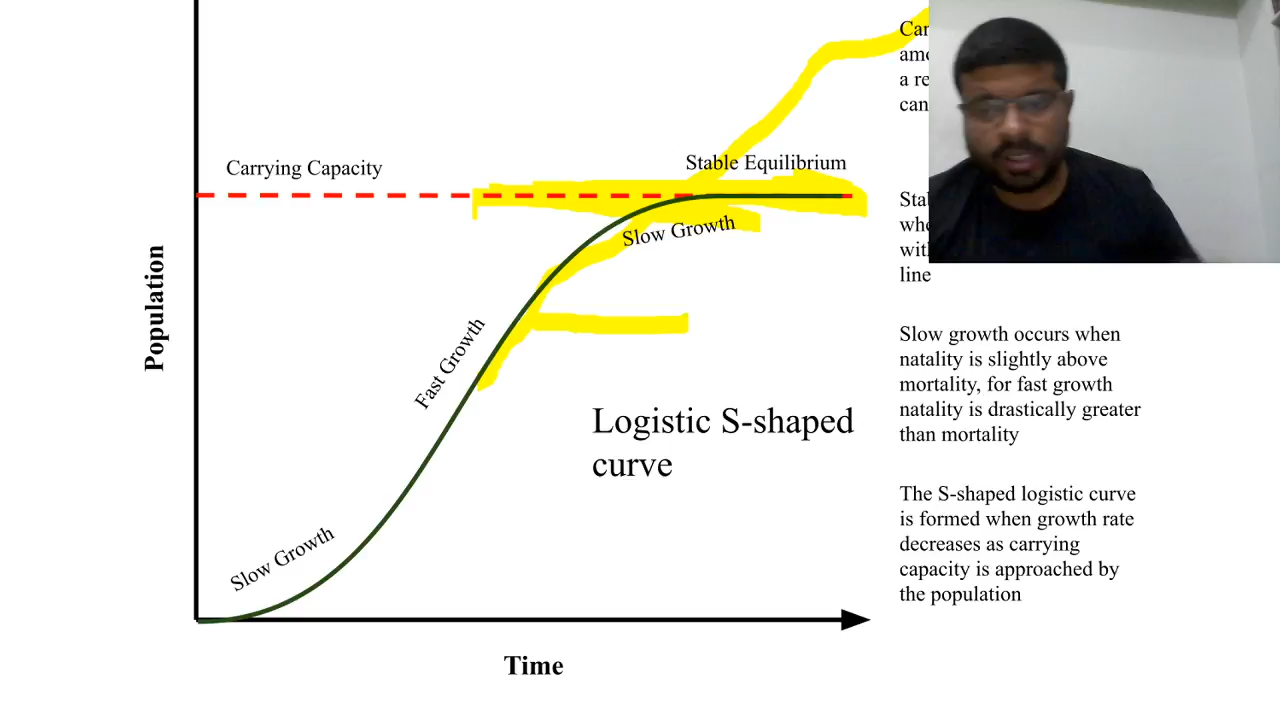 Carrying Capacity
Stable Equilibrium
Slow Growth
Fast Growth
Slow Growth
Population
Time
Logistic S-shaped
curve
a
line
Slow growth occurs when
natality is slightly above
mortality, for fast growth
natality is drastically greater
than mortality
The S-shaped logistic curve
is formed when growth rate
decreases as carrying
capacity is approached by
the population